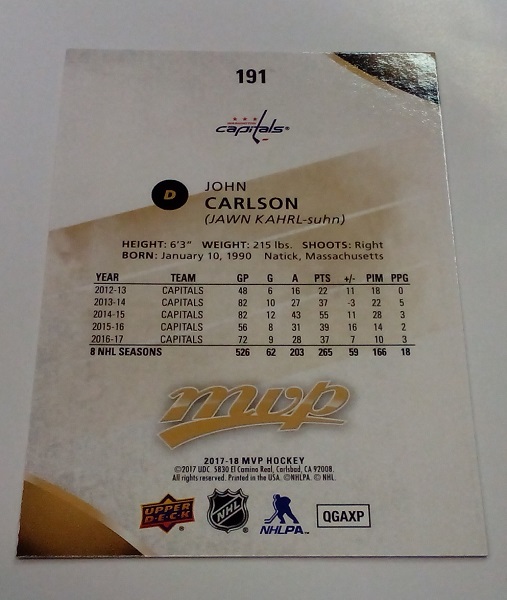 191
capitals
D
JOHN
CARLSON
(JAWN KAHRL-suhn)
HEIGHT: 6'3" WEIGHT: 215 lbs. SHOOTS: Right
BORN: January 10, 1990 Natick, Massachusetts
YEAR TEAM GP G A PTS +/- PIM PPG
2012-13 CAPITALS 48 6 16 22 11 18 0
2013-14 CAPITALS 82 10 27 37 -3 22 5
2014-15 CAPITALS 82 12 43 55 11 28 3
2015-16 CAPITALS 56 8 31 39 16 14 2
2016-17 CAPITALS 72 9 28 37 7 10 3
8 NHL SEASONS 526 62 203 265 59 166 18
mvp
2017-18 MVP HOCKEY
©2017 UDC. 5830 El Camino Real, Carlsbad, CA 92008.
All rights reserved. Printed in the USA. ©NHLPA. © NHL.
UPPER DECK NHL NHLPA QGAXP